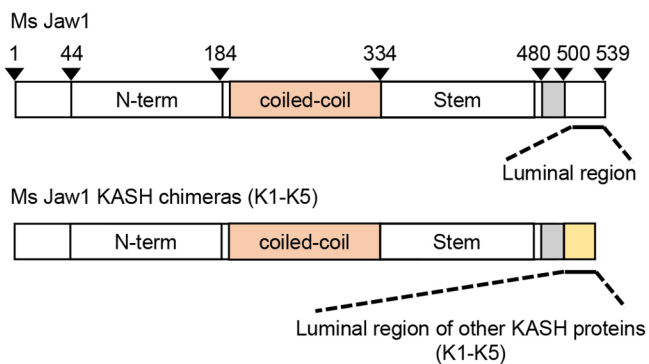 Ms Jaw1
1 44 184 334 480 500 539
N-term coiled-coil Stem
Luminal region
Ms Jaw1 KASH chimeras (K1-K5)
N-term coiled-coil Stem
Luminal region of other KASH proteins
(K1-K5)